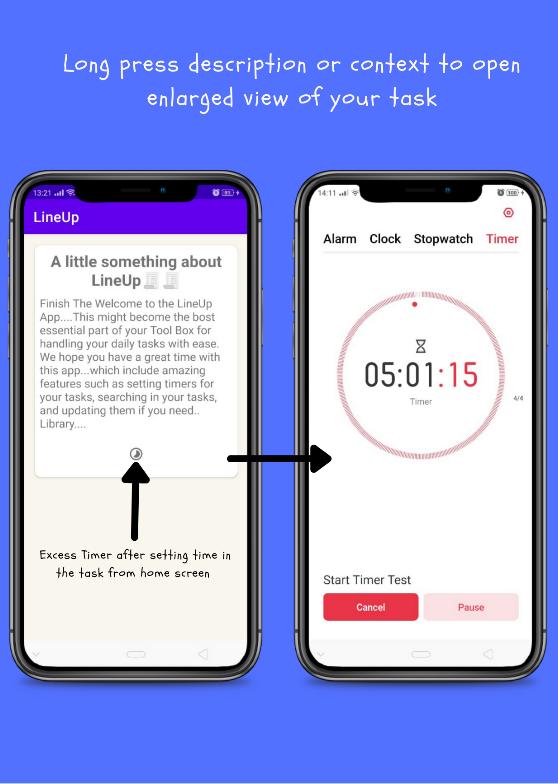 Long press description or context to open
enlarged view of your task
13:21
LineUp
A little something about
LineUp
Finish The Welcome to the LineUp
App....This might become the bost
essential part of your Tool Box for
handling your daily tasks with ease.
We hope you have a great time with
this app...which include amazing
features such as setting timers for
your tasks, searching in your tasks,
and updating them if you need..
Library....
Excess Timer after setting time in
the task from home screen
14:11
100
Alarm Clock Stopwatch Timer
05:01:15
Timer
4/4
Start Timer Test
Cancel Pause